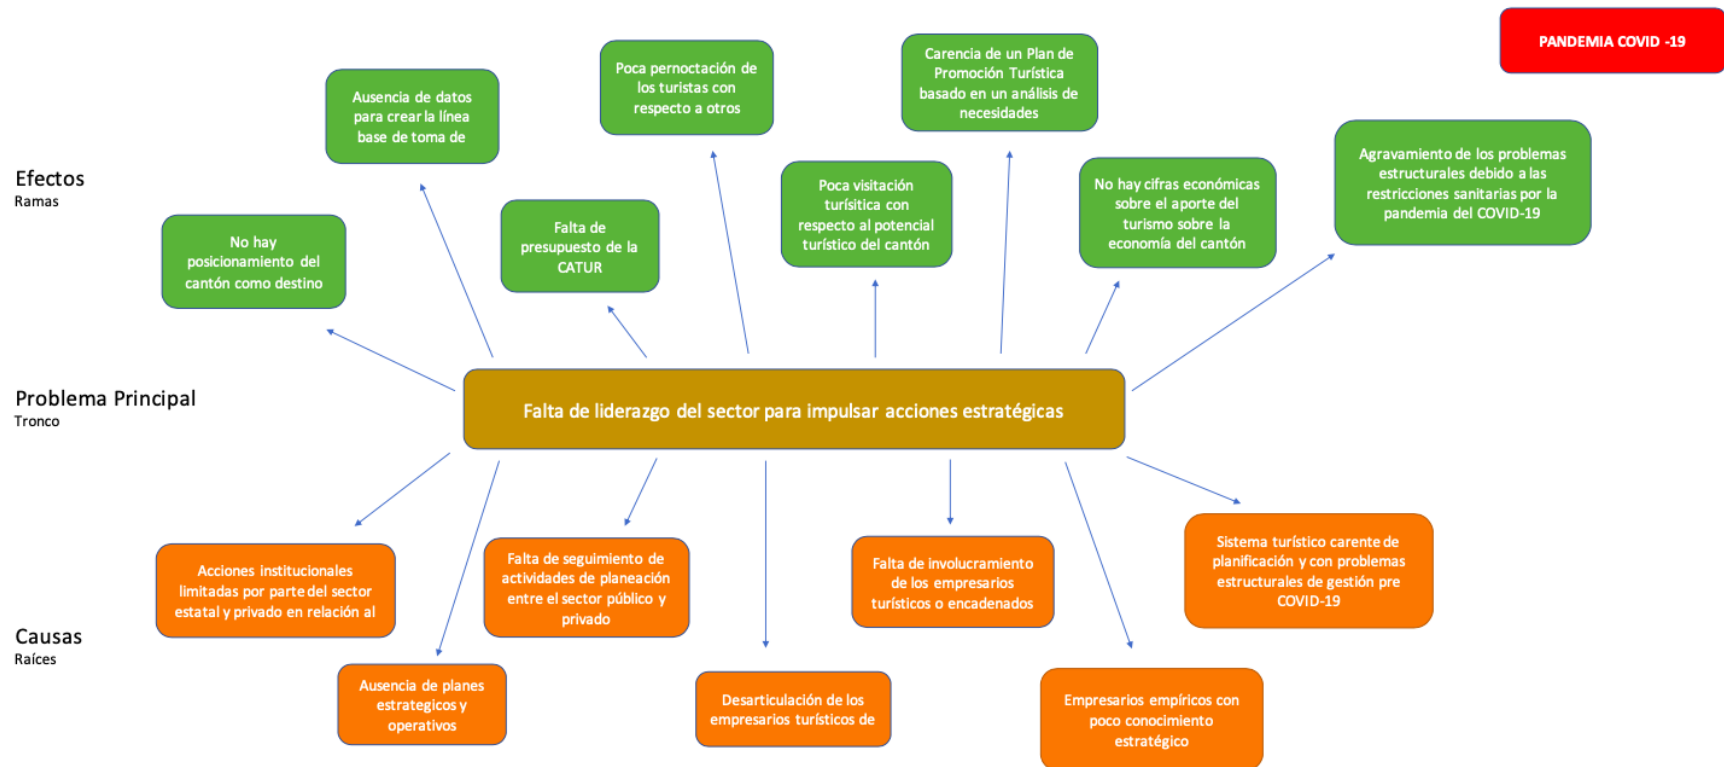 PANDEMIA COVID -19
Carencia de un Plan de
Promoción Turística
basado en un análisis de
necesidades
Poca pernoctación de
los turistas con
respecto a otros
Ausencia de datos
para crear la línea
base de toma de
Agravamiento de los problemas
estructurales debido a las
restricciones sanitarias por la
pandemia del COVID-19
Poca visitación
turísitica con
respecto al potencial
turístico del cantón
No hay cifras económicas
sobre el aporte del
turismo sobre la
economía del cantón
Efectos
Ramas
Falta de
presupuesto de la
CATUR
No hay
posicionamiento del
cantón como destino
Problema Principal
Tronco
Falta de liderazgo del sector para impulsar acciones estratégicas
Acciones institucionales
limitadas por parte del sector
estatal y privado en relación al
Falta de seguimiento de
actividades de planeación
entre el sector público y
privado
Falta de involucramiento
de los empresarios
turísticos o encadenados
Sistema turístico carente de
planificación y con problemas
estructurales de gestión pre
COVID-19
Causas
Raíces
Ausencia de planes
estrategicos y
operativos
Desarticulación de los
empresarios turísticos de
Empresarios empíricos con
poco conocimiento
estratégico